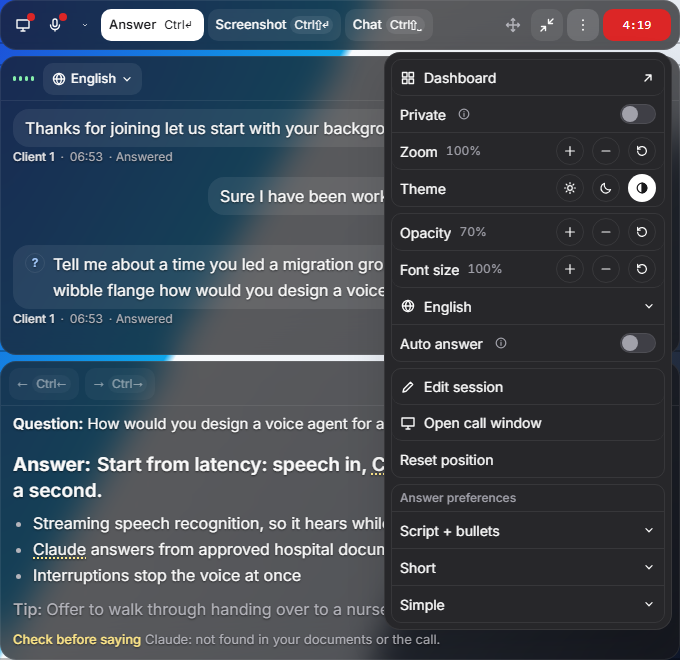 Answer Ctrl↵ Screenshot Ctrl⇧↵ Chat Ctrl⇧_ 4:19
English
Thanks for joining let us start with your backgro
Client 1 · 06:53 · Answered
Sure I have been work
? Tell me about a time you led a migration gro
wibble flange how would you design a voice
Client 1 · 06:53 · Answered
← Ctrl← → Ctrl→
Question: How would you design a voice agent for a
Answer: Start from latency: speech in, C
a second.
• Streaming speech recognition, so it hears while
• Claude answers from approved hospital docum
• Interruptions stop the voice at once
Tip: Offer to walk through handing over to a nurse
Check before saying Claude: not found in your documents or the call.
Dashboard
Private
Zoom 100%
Theme
Opacity 70%
Font size 100%
English
Auto answer
Edit session
Open call window
Reset position
Answer preferences
Script + bullets
Short
Simple